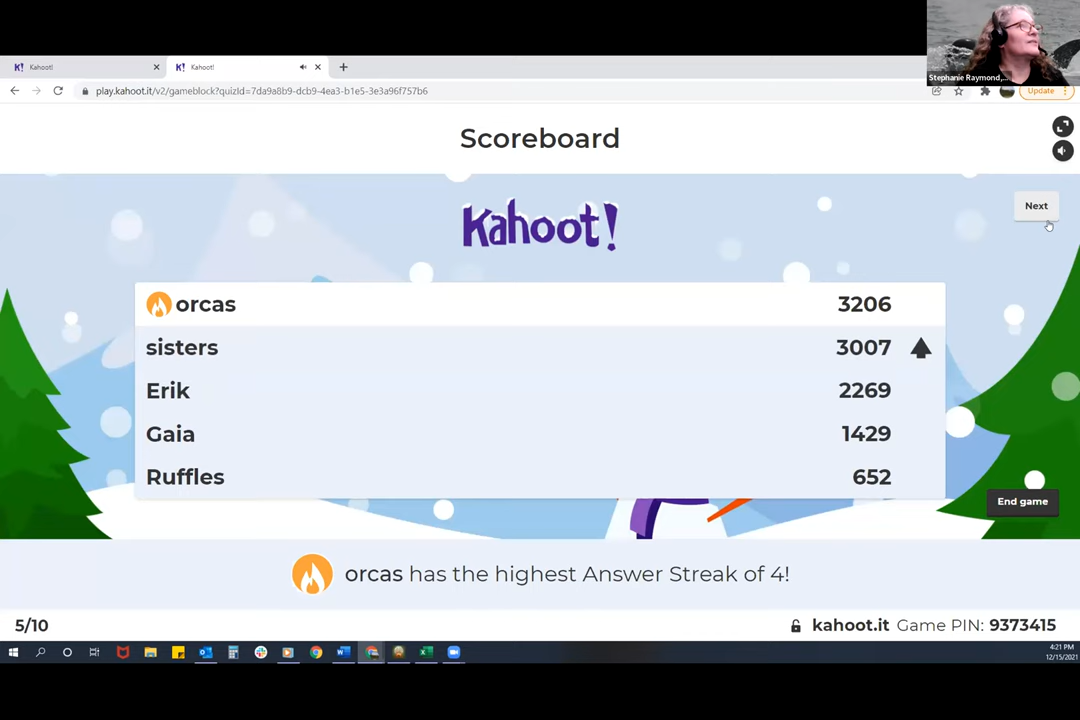 Stephanie Raymond,...
Kahoot!
Kahoot!
play.kahoot.it/v2/gameblock?quizId=7da9a8b9-dcb9-4ea3-b1e5-3e3a96f757b6
Update
Scoreboard
Next
Kahoot!
orcas 3206
sisters 3007
Erik 2269
Gaia 1429
Ruffles 652
End game
orcas has the highest Answer Streak of 4!
5/10
kahoot.it Game PIN: 9373415
4:21 PM
12/15/2021